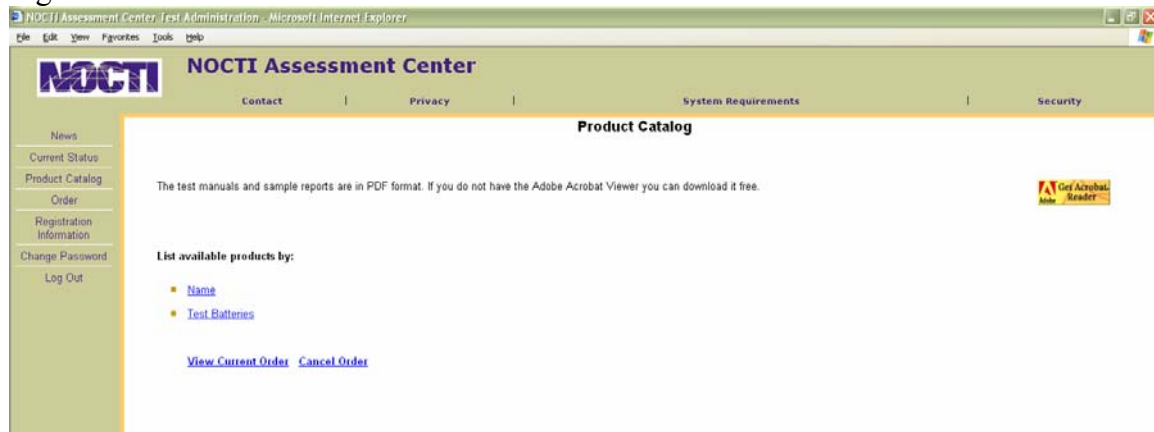 NOCTI Assessment Center Test Administration - Microsoft Internet Explorer
File Edit View Favorites Tools Help
NOCTI
NOCTI Assessment Center
Contact | Privacy | System Requirements | Security
News
Current Status
Product Catalog
Order
Registration
Information
Change Password
Log Out
Product Catalog
The test manuals and sample reports are in PDF format. If you do not have the Adobe Acrobat Viewer you can download it free.
Get Acrobat
Reader
Adobe
List available products by:
Name
Test Batteries
View Current Order Cancel Order